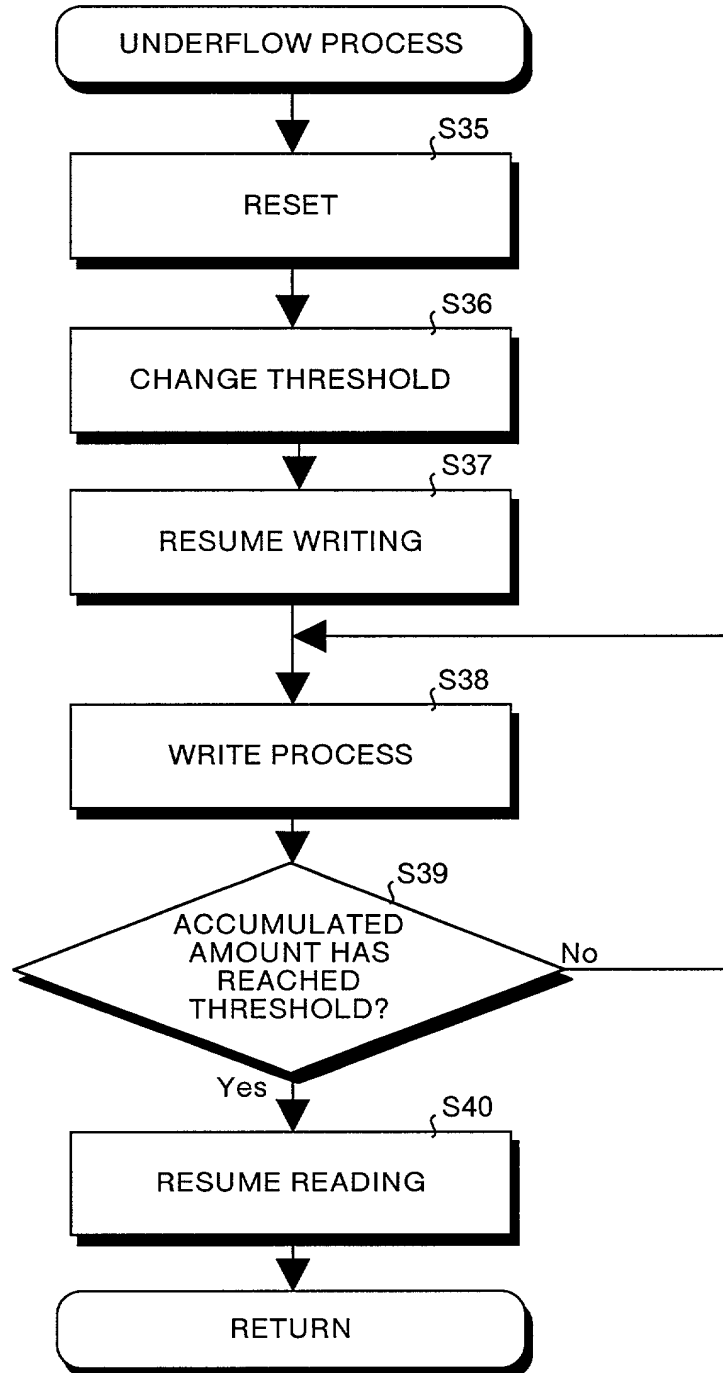 UNDERFLOW PROCESS
S35
RESET
S36
CHANGE THRESHOLD
S37
RESUME WRITING
S38
WRITE PROCESS
S39
ACCUMULATED
AMOUNT HAS
REACHED
THRESHOLD?
No
Yes
S40
RESUME READING
RETURN